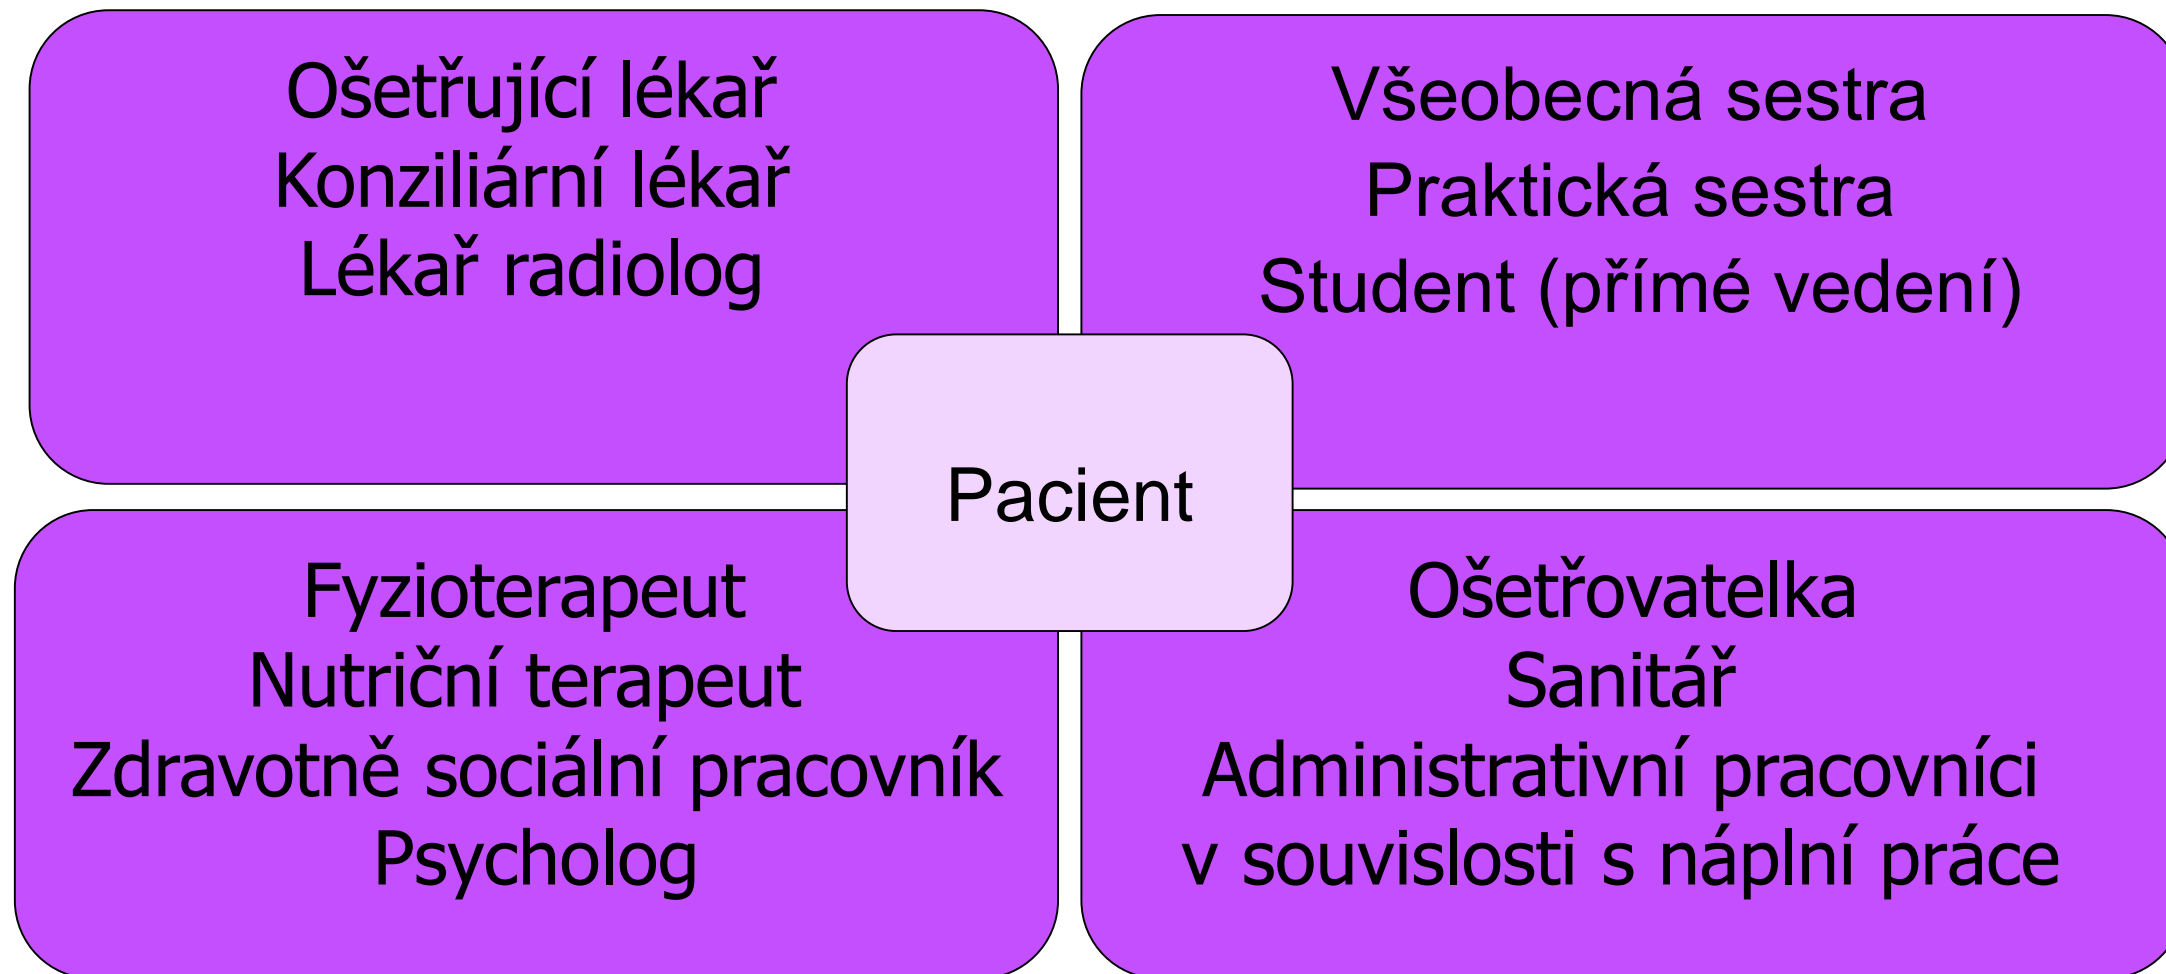 Ošetřující lékař
Konziliární lékař
Lékař radiolog
Všeobecná sestra
Praktická sestra
Student (přímé vedení)
Pacient
Fyzioterapeut
Nutriční terapeut
Zdravotně sociální pracovník
Psycholog
Ošetřovatelka
Sanitář
Administrativní pracovníci
v souvislosti s náplní práce